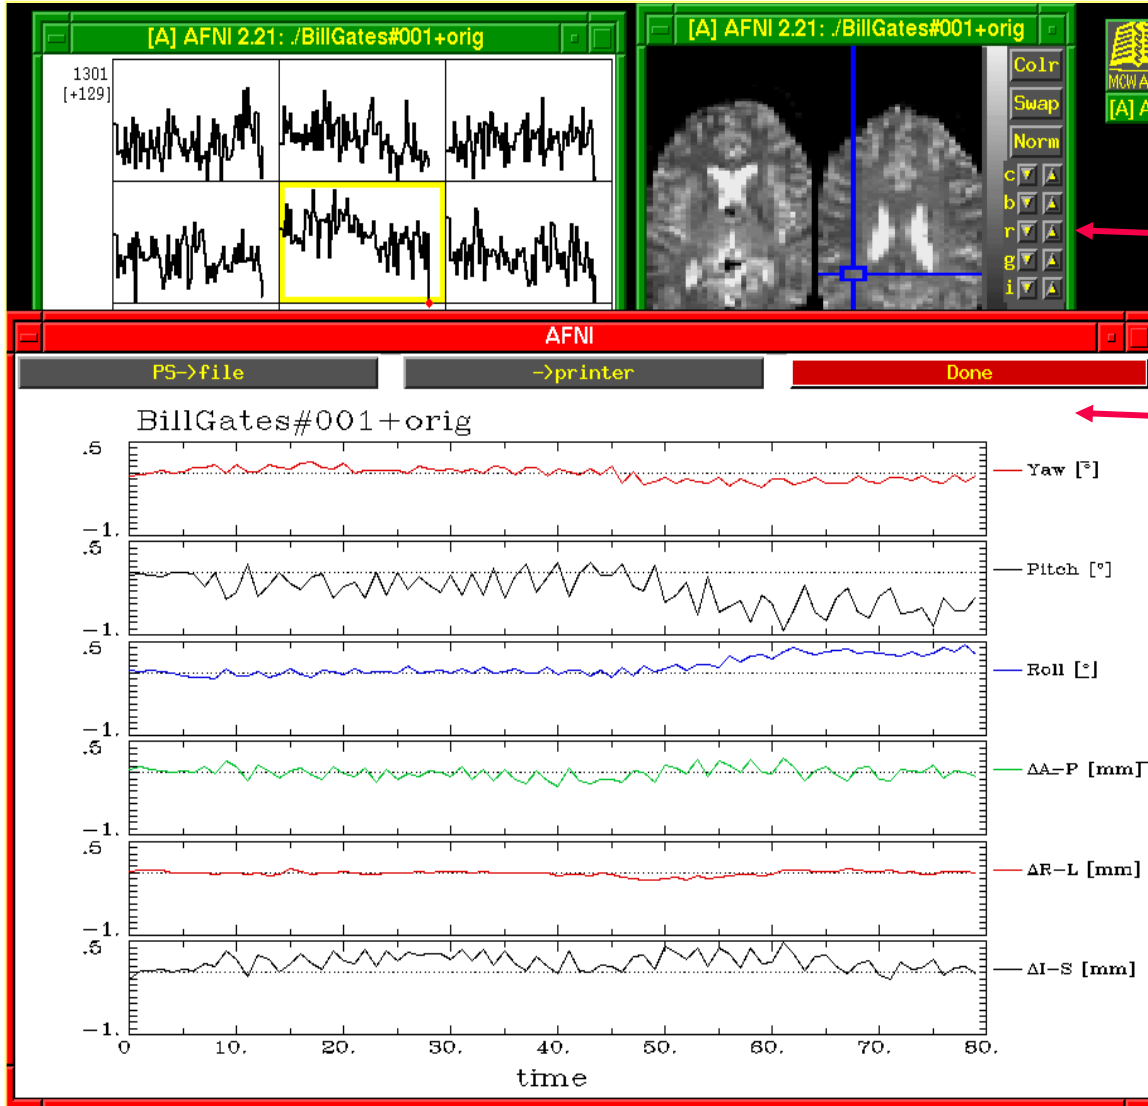 [A] AFNI 2.21: ./BillGates#001+orig
1301
[+129]
[A] AFNI 2.21: ./BillGates#001+orig
Colr
Swap
Norm
c
b
r
g
i
MCW A
[A] A
AFNI
PS->file
->printer
Done
BillGates#001+orig
.5
-1.
Yaw [°]
.5
-1.
Pitch [°]
.5
-1.
Roll [°]
.5
-1.
ΔA-P [mm]
.5
-1.
ΔR-L [mm]
.5
-1.
ΔI-S [mm]
0 10. 20. 30. 40. 50. 60. 70. 80.
time